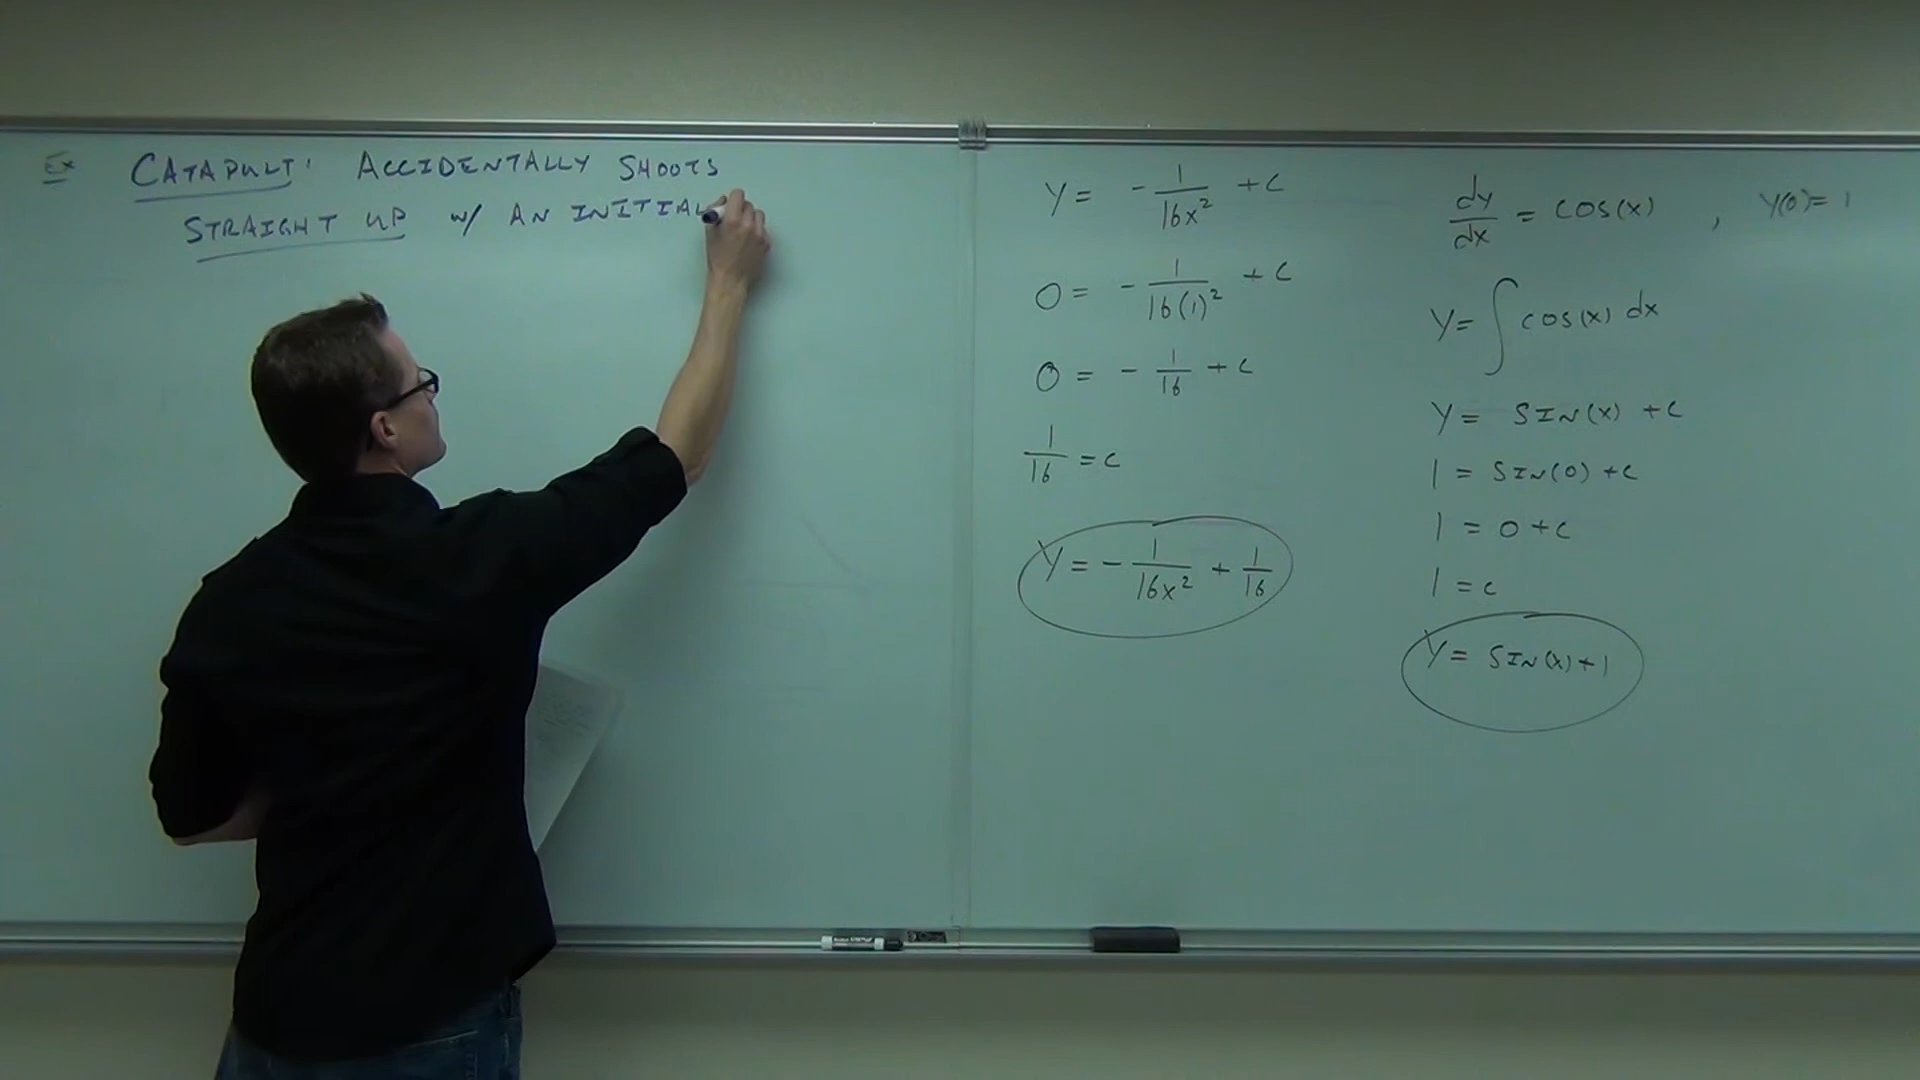 Ex CATAPULT: ACCIDENTALLY SHOOTS
STRAIGHT UP w/ AN INITIAL
y = -1/16x² + c
0 = -1/16(1)² + c
0 = -1/16 + c
1/16 = c
y = -1/16x² + 1/16
dy/dx = cos(x) , y(0) = 1
y = ∫cos(x) dx
y = SIN(x) + c
1 = SIN(0) + c
1 = 0 + c
1 = c
y = SIN(x) + 1